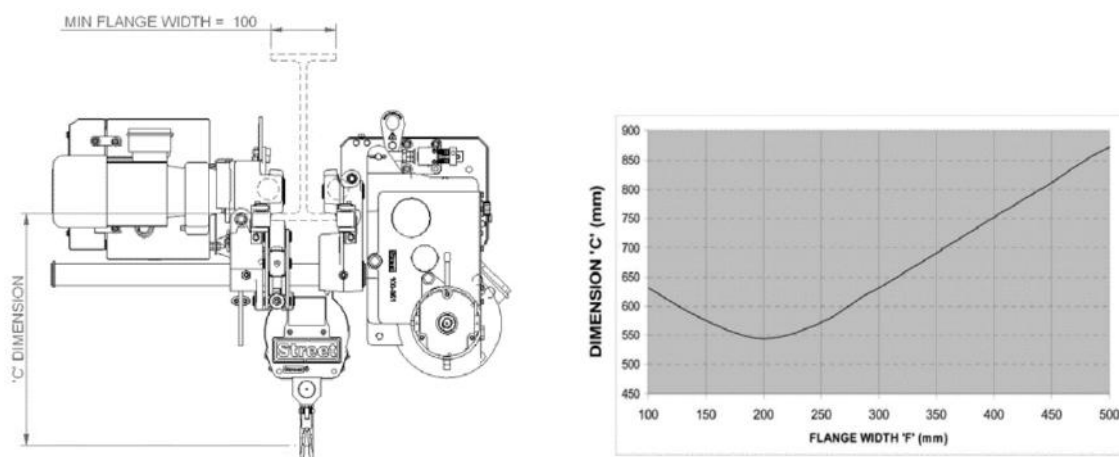 MIN FLANGE WIDTH = 100
'C' DIMENSION
Street
DIMENSION 'C' (mm)
900
850
800
750
700
650
600
550
500
450
100 150 200 250 300 350 400 450 500
FLANGE WIDTH 'F' (mm)